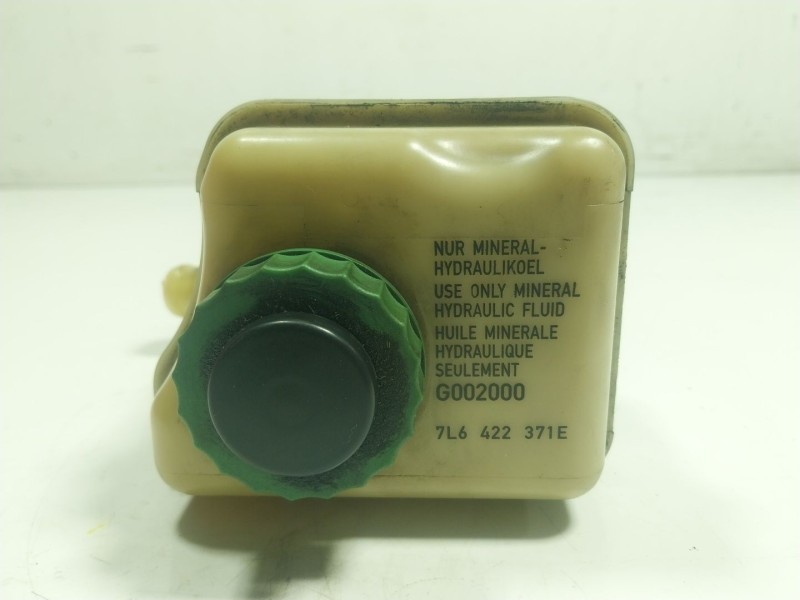 NUR MINERAL-
HYDRAULIKOEL
USE ONLY MINERAL
HYDRAULIC FLUID
HUILE MINERALE
HYDRAULIQUE
SEULEMENT
G002000
7L6 422 371E